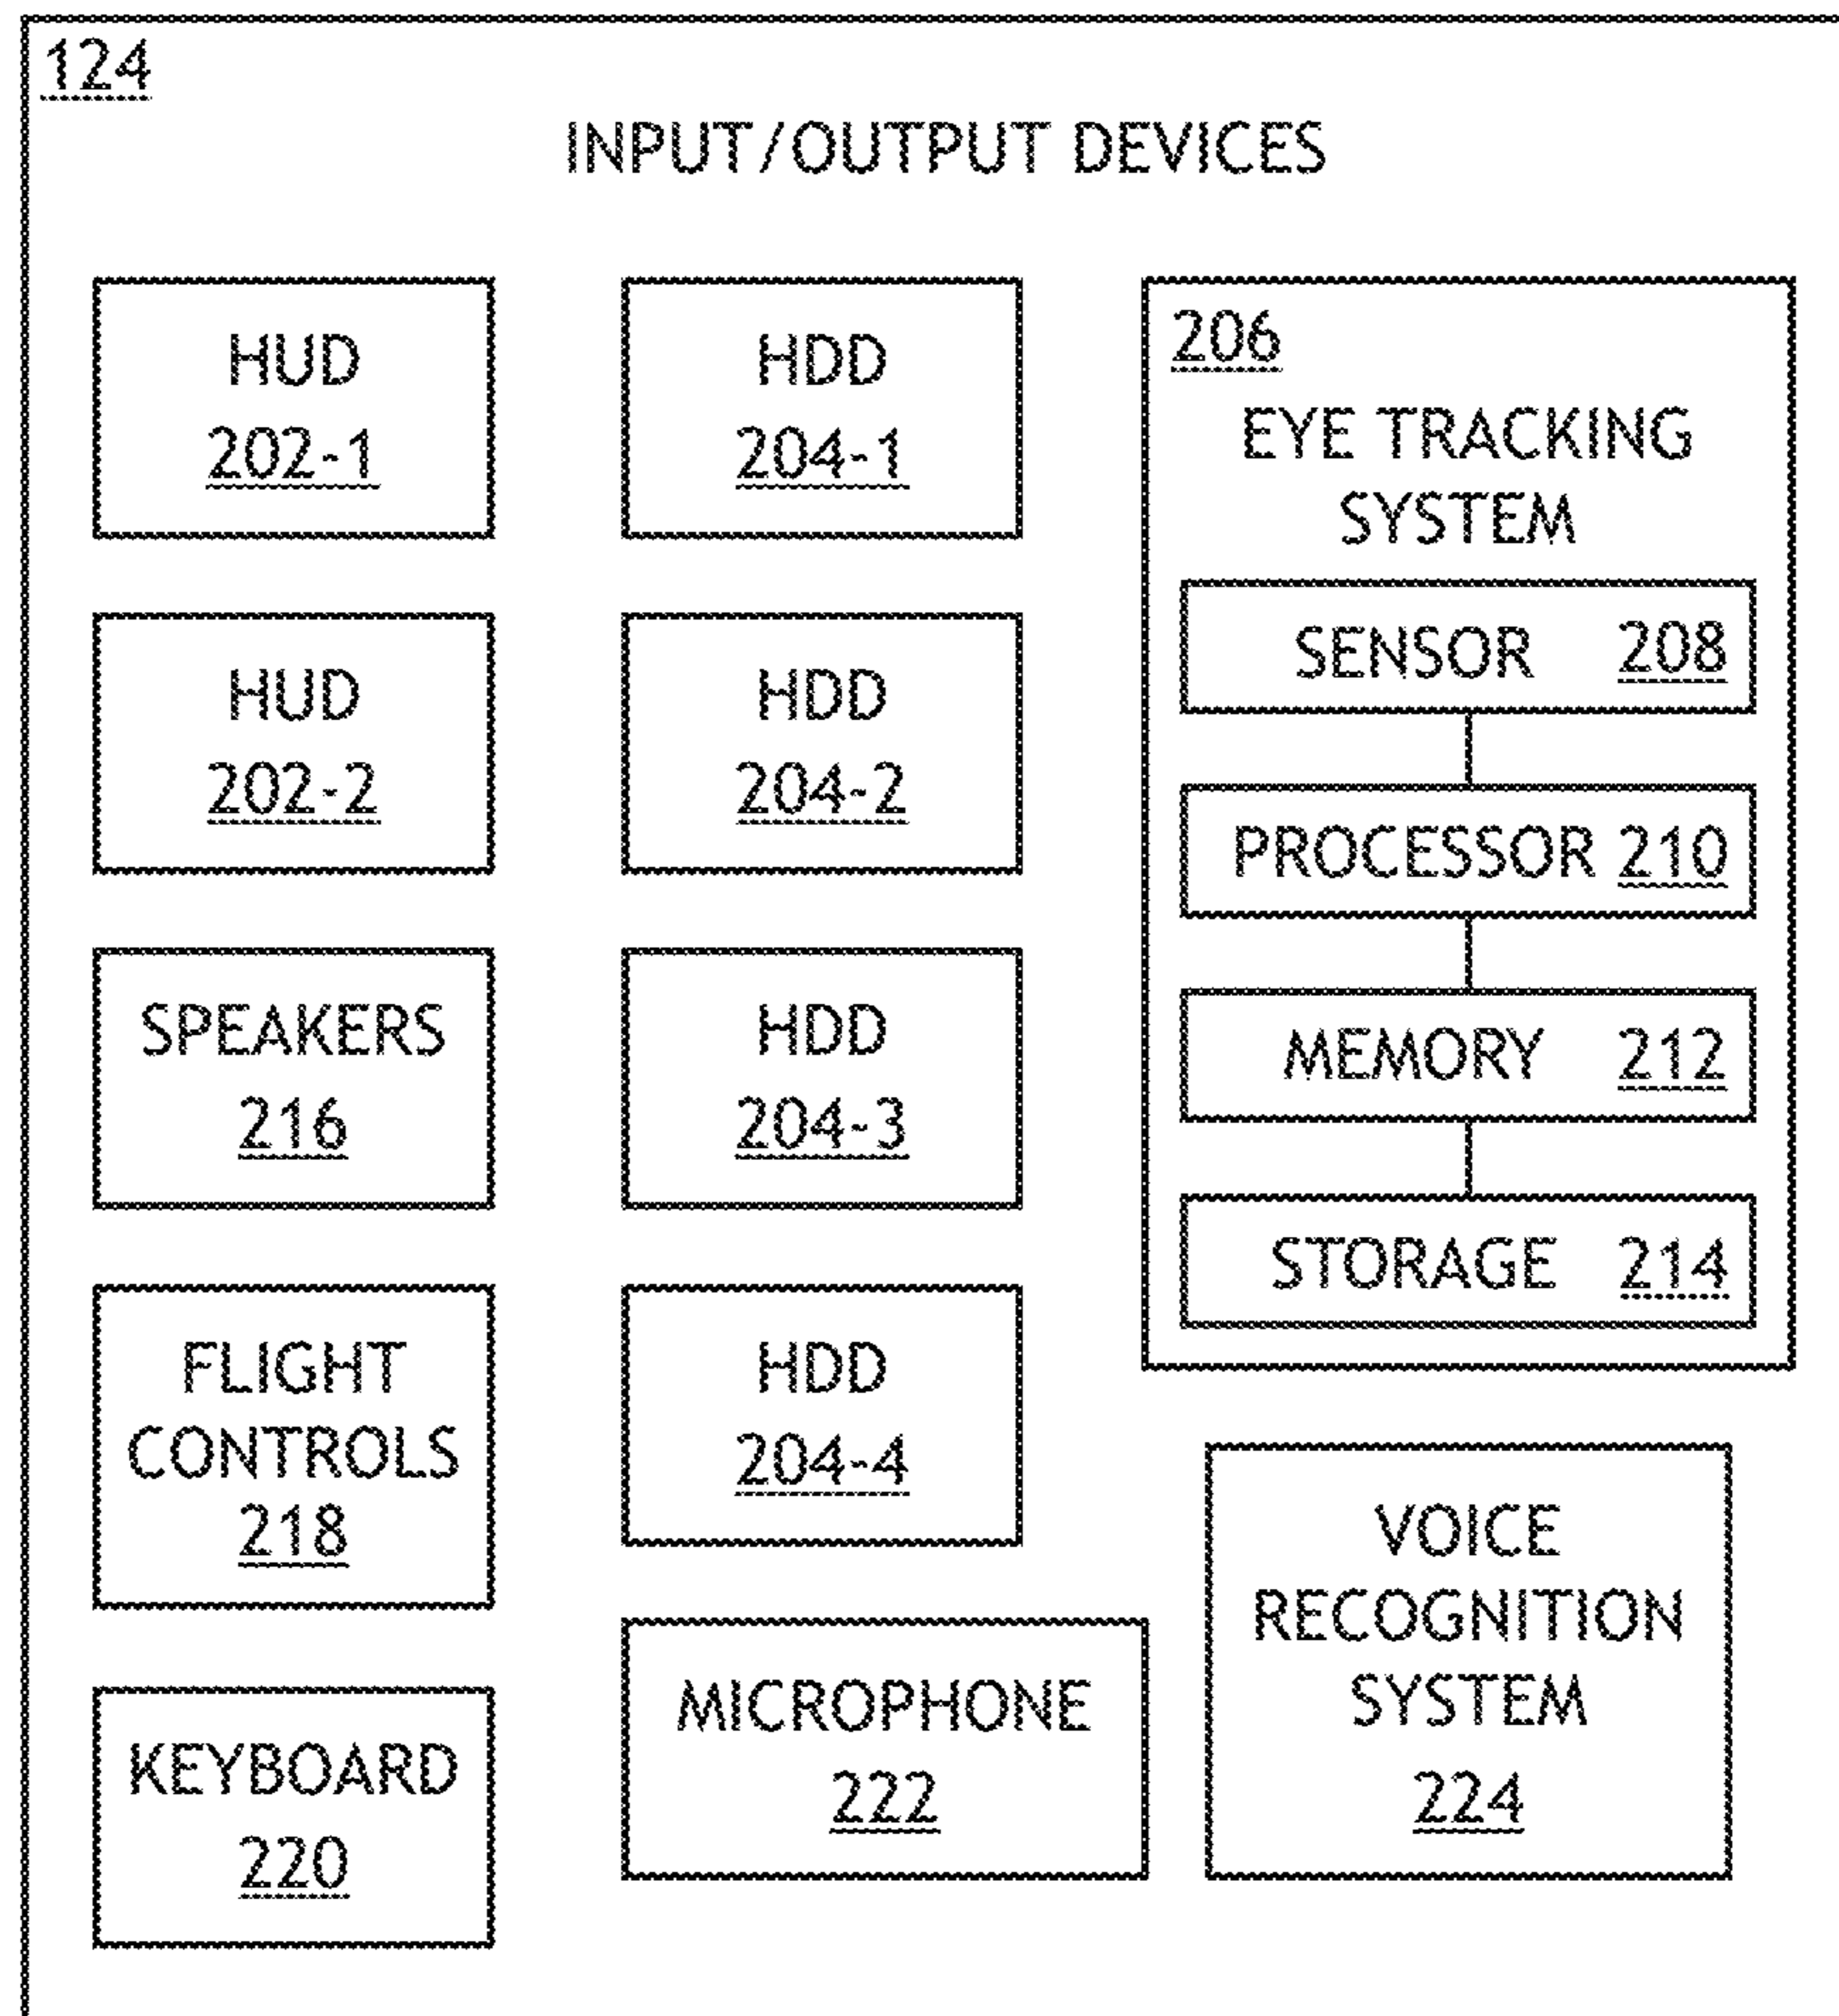 124
INPUT/OUTPUT DEVICES
HUD
202-1
HDD
204-1
206
EYE TRACKING
SYSTEM
SENSOR 208
PROCESSOR 210
MEMORY 212
STORAGE 214
HUD
202-2
HDD
204-2
SPEAKERS
216
HDD
204-3
FLIGHT
CONTROLS
218
HDD
204-4
VOICE
RECOGNITION
SYSTEM
224
KEYBOARD
220
MICROPHONE
222